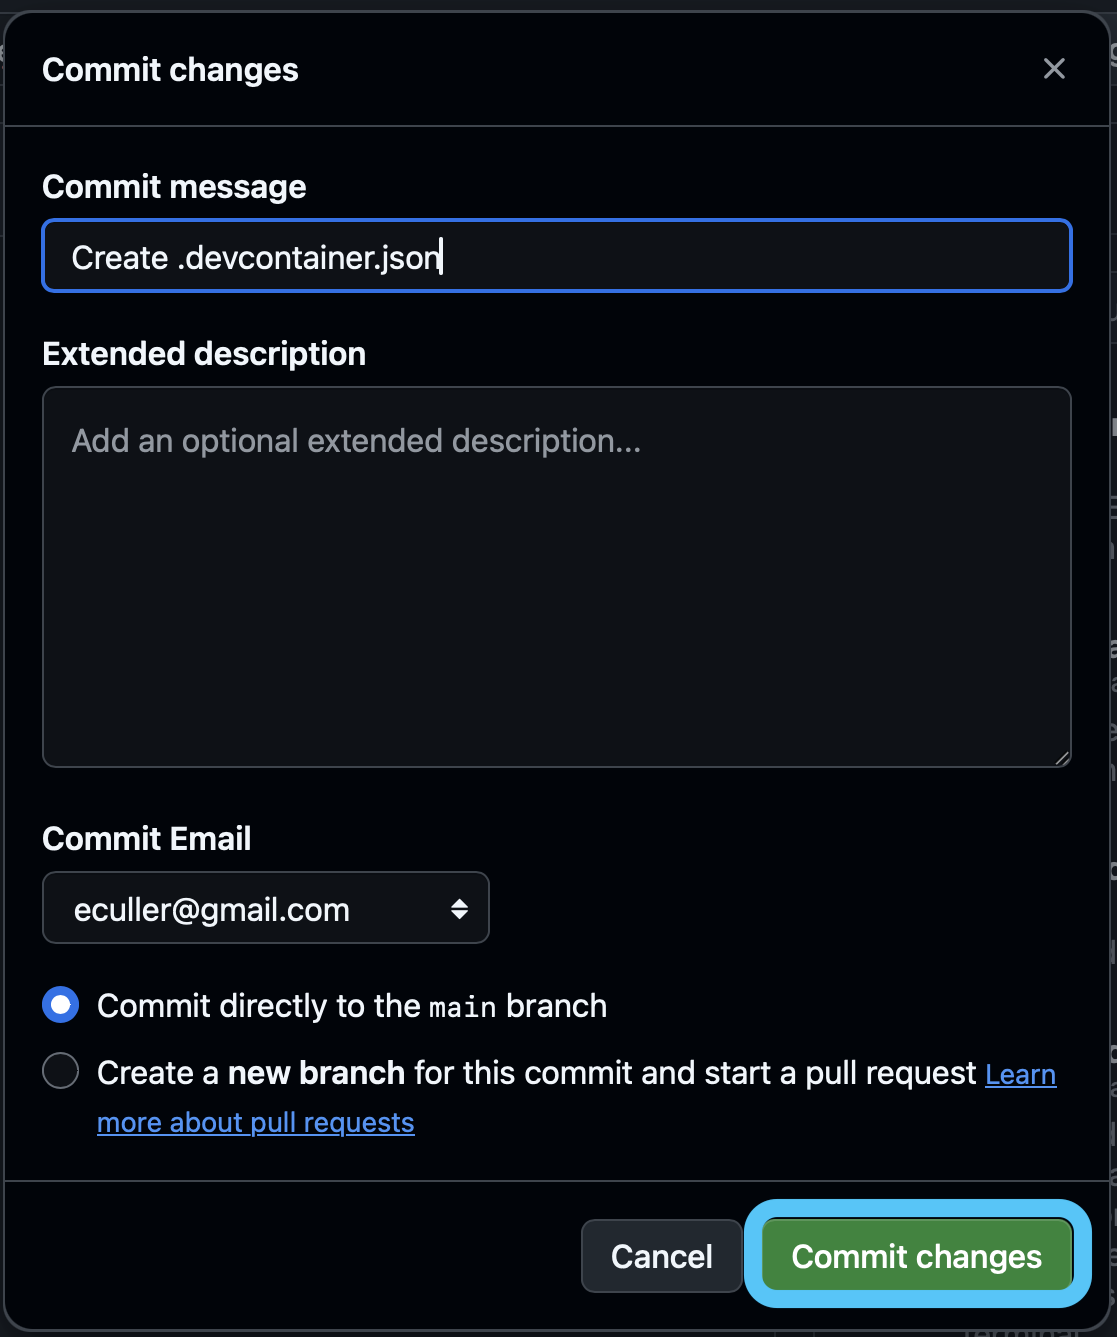 Commit changes
Commit message
Create .devcontainer.json
Extended description
Add an optional extended description...
Commit Email
eculler@gmail.com
Commit directly to the main branch
Create a new branch for this commit and start a pull request Learn
more about pull requests
Cancel
Commit changes